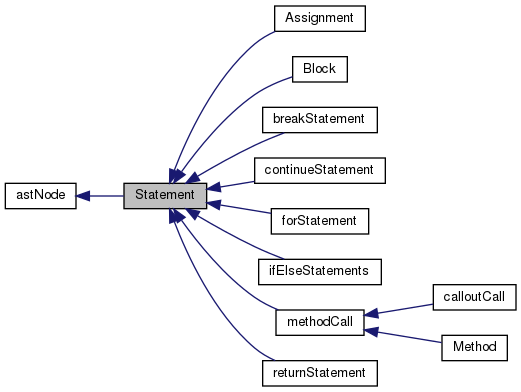 Assignment
Block
breakStatement
continueStatement
astNode
Statement
forStatement
ifElseStatements
calloutCall
methodCall
Method
returnStatement